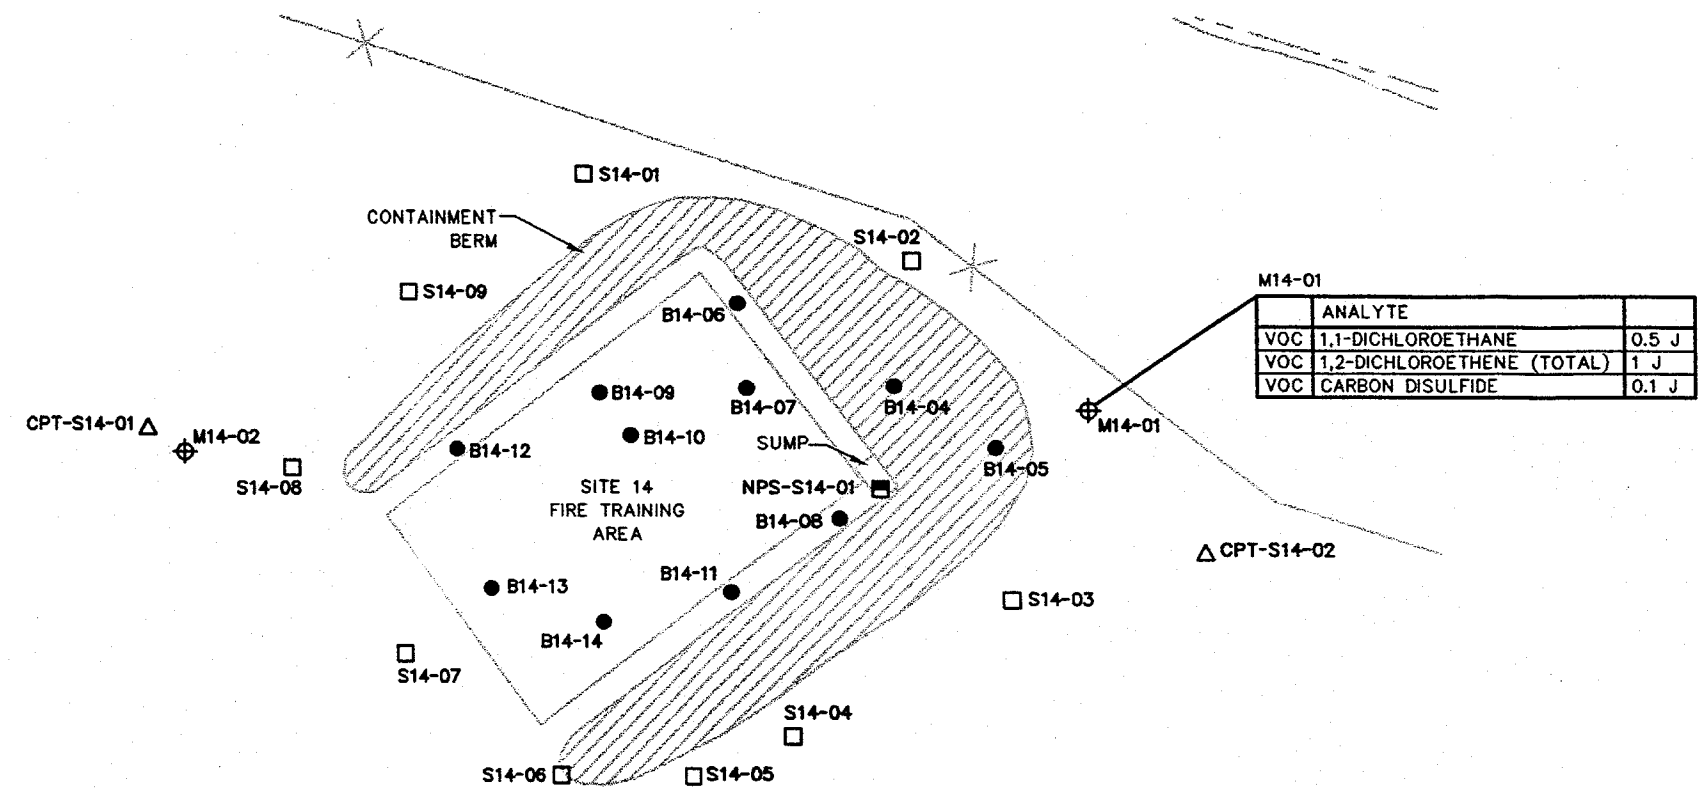 S14-01
CONTAINMENT
BERM
S14-02
S14-09
M14-01
ANALYTE
VOC 1,1-DICHLOROETHANE 0.5 J
VOC 1,2-DICHLOROETHENE (TOTAL) 1 J
VOC CARBON DISULFIDE 0.1 J
B14-06
B14-09
B14-07
B14-04
M14-01
CPT-S14-01
M14-02
B14-12
B14-10
SUMP
B14-05
S14-08
NPS-S14-01
SITE 14
FIRE TRAINING
AREA
B14-08
CPT-S14-02
B14-13
B14-11
S14-03
B14-14
S14-07
S14-04
S14-06
S14-05